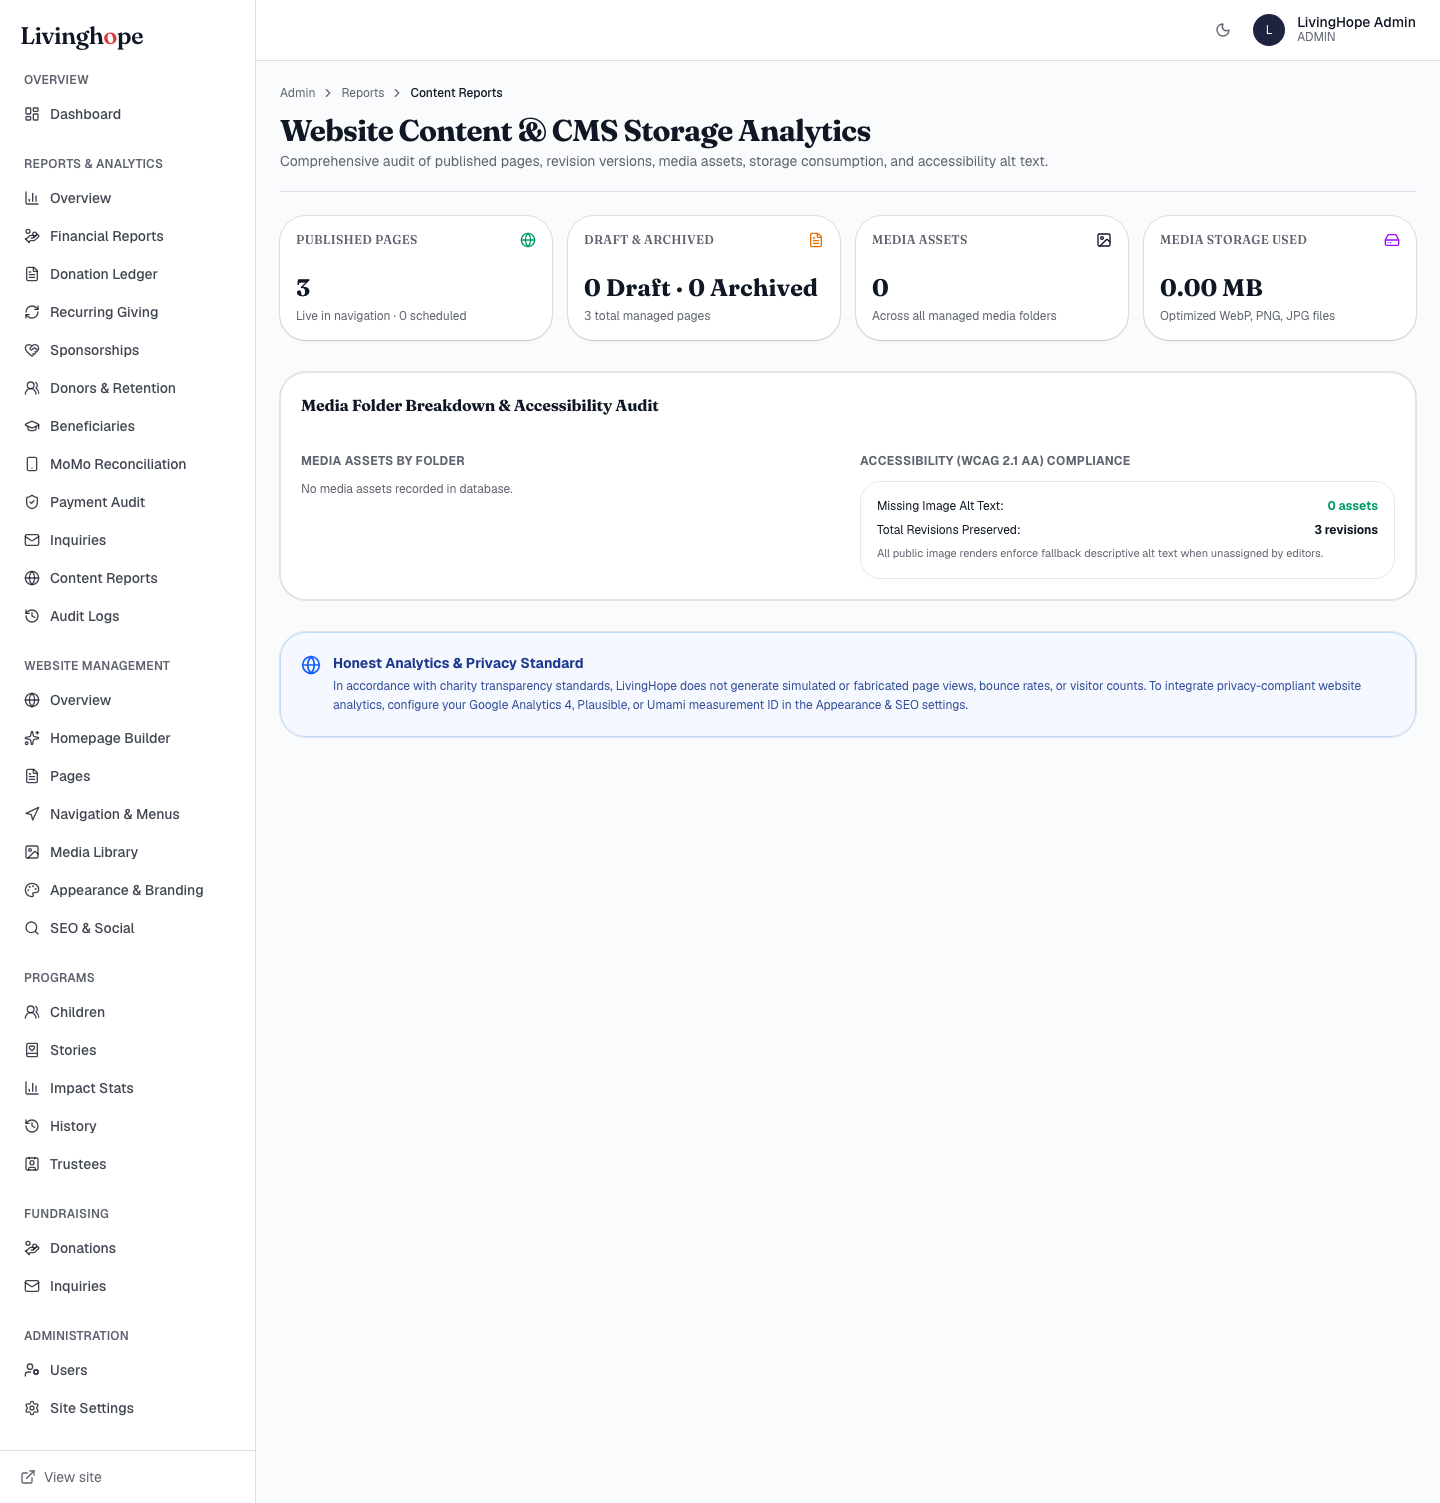 Livinghope
OVERVIEW
Dashboard
REPORTS & ANALYTICS
Overview
Financial Reports
Donation Ledger
Recurring Giving
Sponsorships
Donors & Retention
Beneficiaries
MoMo Reconciliation
Payment Audit
Inquiries
Content Reports
Audit Logs
WEBSITE MANAGEMENT
Overview
Homepage Builder
Pages
Navigation & Menus
Media Library
Appearance & Branding
SEO & Social
PROGRAMS
Children
Stories
Impact Stats
History
Trustees
FUNDRAISING
Donations
Inquiries
ADMINISTRATION
Users
Site Settings
View site
L
LivingHope Admin
ADMIN
Admin > Reports > Content Reports
Website Content & CMS Storage Analytics
Comprehensive audit of published pages, revision versions, media assets, storage consumption, and accessibility alt text.
PUBLISHED PAGES
3
Live in navigation · 0 scheduled
DRAFT & ARCHIVED
0 Draft · 0 Archived
3 total managed pages
MEDIA ASSETS
0
Across all managed media folders
MEDIA STORAGE USED
0.00 MB
Optimized WebP, PNG, JPG files
Media Folder Breakdown & Accessibility Audit
MEDIA ASSETS BY FOLDER
No media assets recorded in database.
ACCESSIBILITY (WCAG 2.1 AA) COMPLIANCE
Missing Image Alt Text: 0 assets
Total Revisions Preserved: 3 revisions
All public image renders enforce fallback descriptive alt text when unassigned by editors.
Honest Analytics & Privacy Standard
In accordance with charity transparency standards, LivingHope does not generate simulated or fabricated page views, bounce rates, or visitor counts. To integrate privacy-compliant website
analytics, configure your Google Analytics 4, Plausible, or Umami measurement ID in the Appearance & SEO settings.